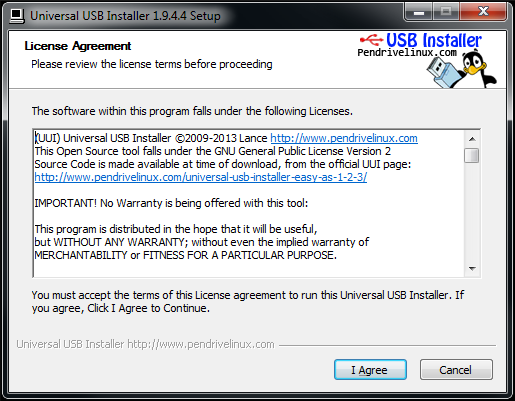 Universal USB Installer 1.9.4.4 Setup
License Agreement
Please review the license terms before proceeding
USB Installer
Pendrivelinux.com
The software within this program falls under the following Licenses.
(UUI) Universal USB Installer ©2009-2013 Lance http://www.pendrivelinux.com
This Open Source tool falls under the GNU General Public License Version 2
Source Code is made available at time of download, from the official UUI page:
http://www.pendrivelinux.com/universal-usb-installer-easy-as-1-2-3/
IMPORTANT! No Warranty is being offered with this tool:
This program is distributed in the hope that it will be useful,
but WITHOUT ANY WARRANTY; without even the implied warranty of
MERCHANTABILITY or FITNESS FOR A PARTICULAR PURPOSE.
You must accept the terms of this License agreement to run this Universal USB Installer. If
you agree, Click I Agree to Continue.
Universal USB Installer http://www.pendrivelinux.com
I Agree
Cancel